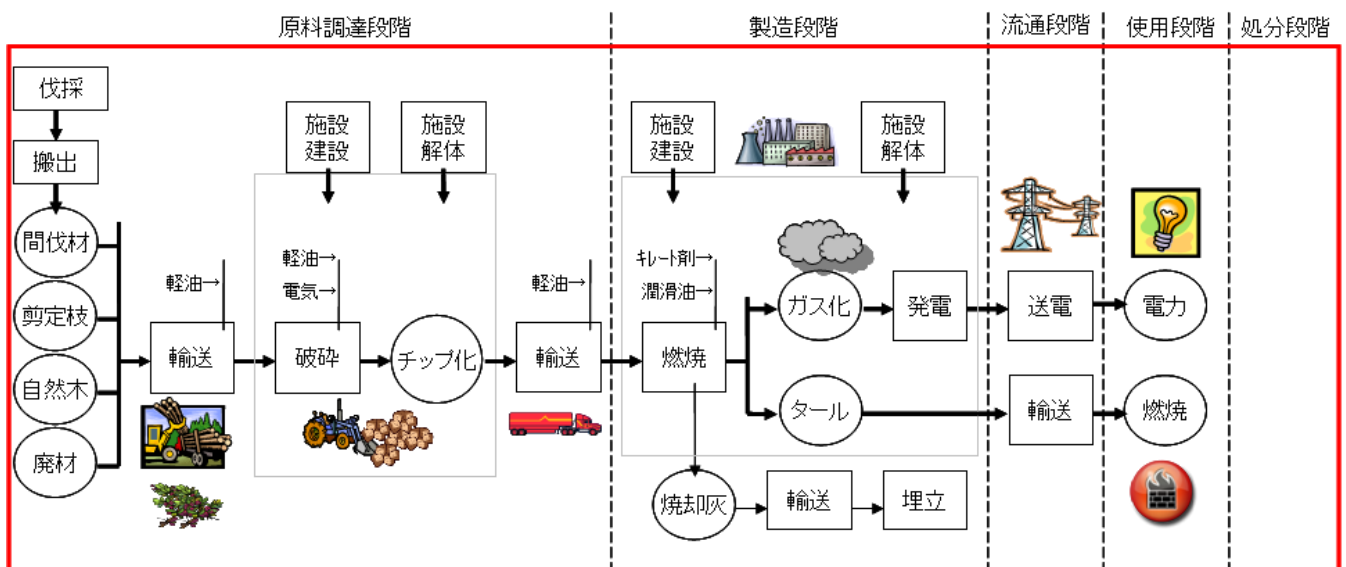 原料調達段階
製造段階
流通段階
使用段階
処分段階
伐採
搬出
間伐材
剪定枝
自然木
廃材
軽油→
輸送
施設
建設
施設
解体
軽油→
電気→
破砕
チップ化
軽油→
輸送
施設
建設
施設
解体
キレート剤→
潤滑油→
燃焼
ガス化
発電
タール
焼却灰
輸送
埋立
送電
輸送
電力
燃焼